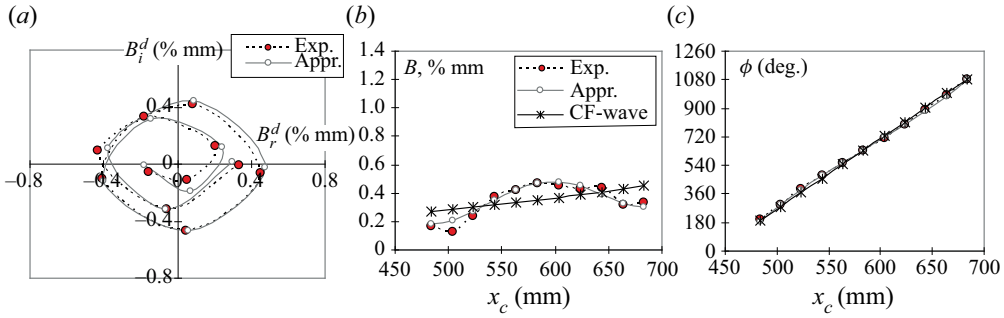 (a)
B_i^d (% mm)
Exp.
Appr.
0.4
B_r^d (% mm)
–0.8 –0.4 0 0.4 0.8
0
–0.4
–0.8
(b)
B, % mm
Exp.
Appr.
CF-wave
1.4
1.2
1.0
0.8
0.6
0.4
0.2
0
450 500 550 600 650 700
x_c (mm)
(c)
ϕ (deg.)
1260
1080
900
720
540
360
180
0
450 500 550 600 650 700
x_c (mm)